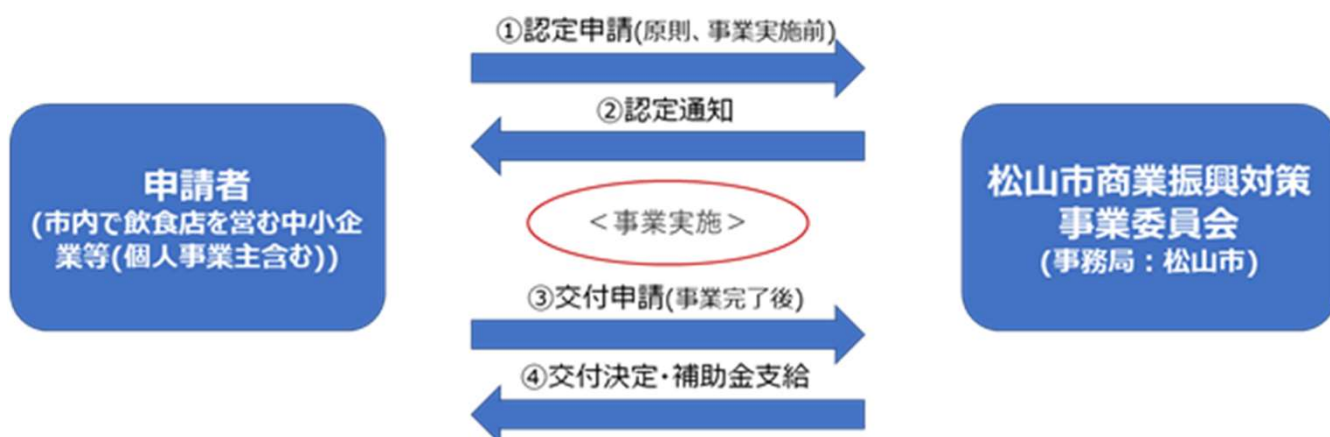 ①認定申請(原則、事業実施前)
②認定通知
申請者
(市内で飲食店を営む中小企
業等(個人事業主含む))
<事業実施>
松山市商業振興対策
事業委員会
(事務局：松山市)
③交付申請(事業完了後)
④交付決定・補助金支給